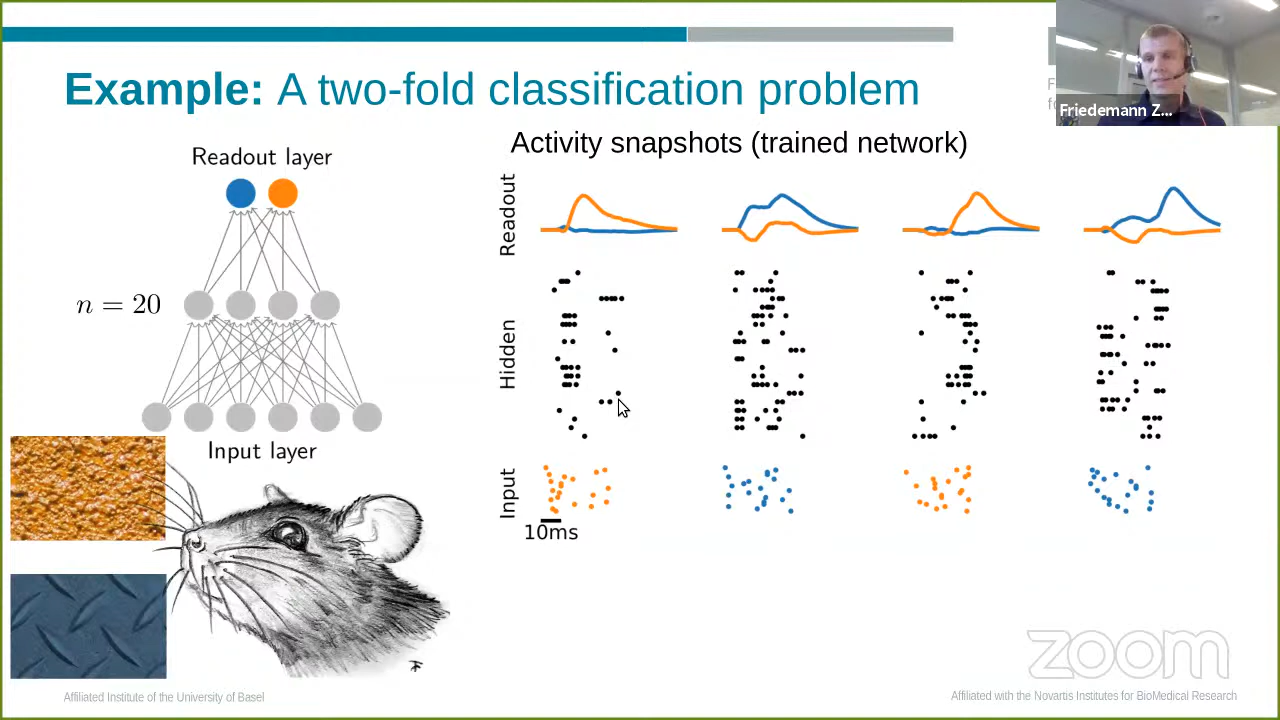 Example: A two-fold classification problem
Friedemann Z...
Activity snapshots (trained network)
Readout layer
n = 20
Input layer
Readout
Hidden
Input
10ms
zoom
Affiliated Institute of the University of Basel
Affiliated with the Novartis Institutes for BioMedical Research